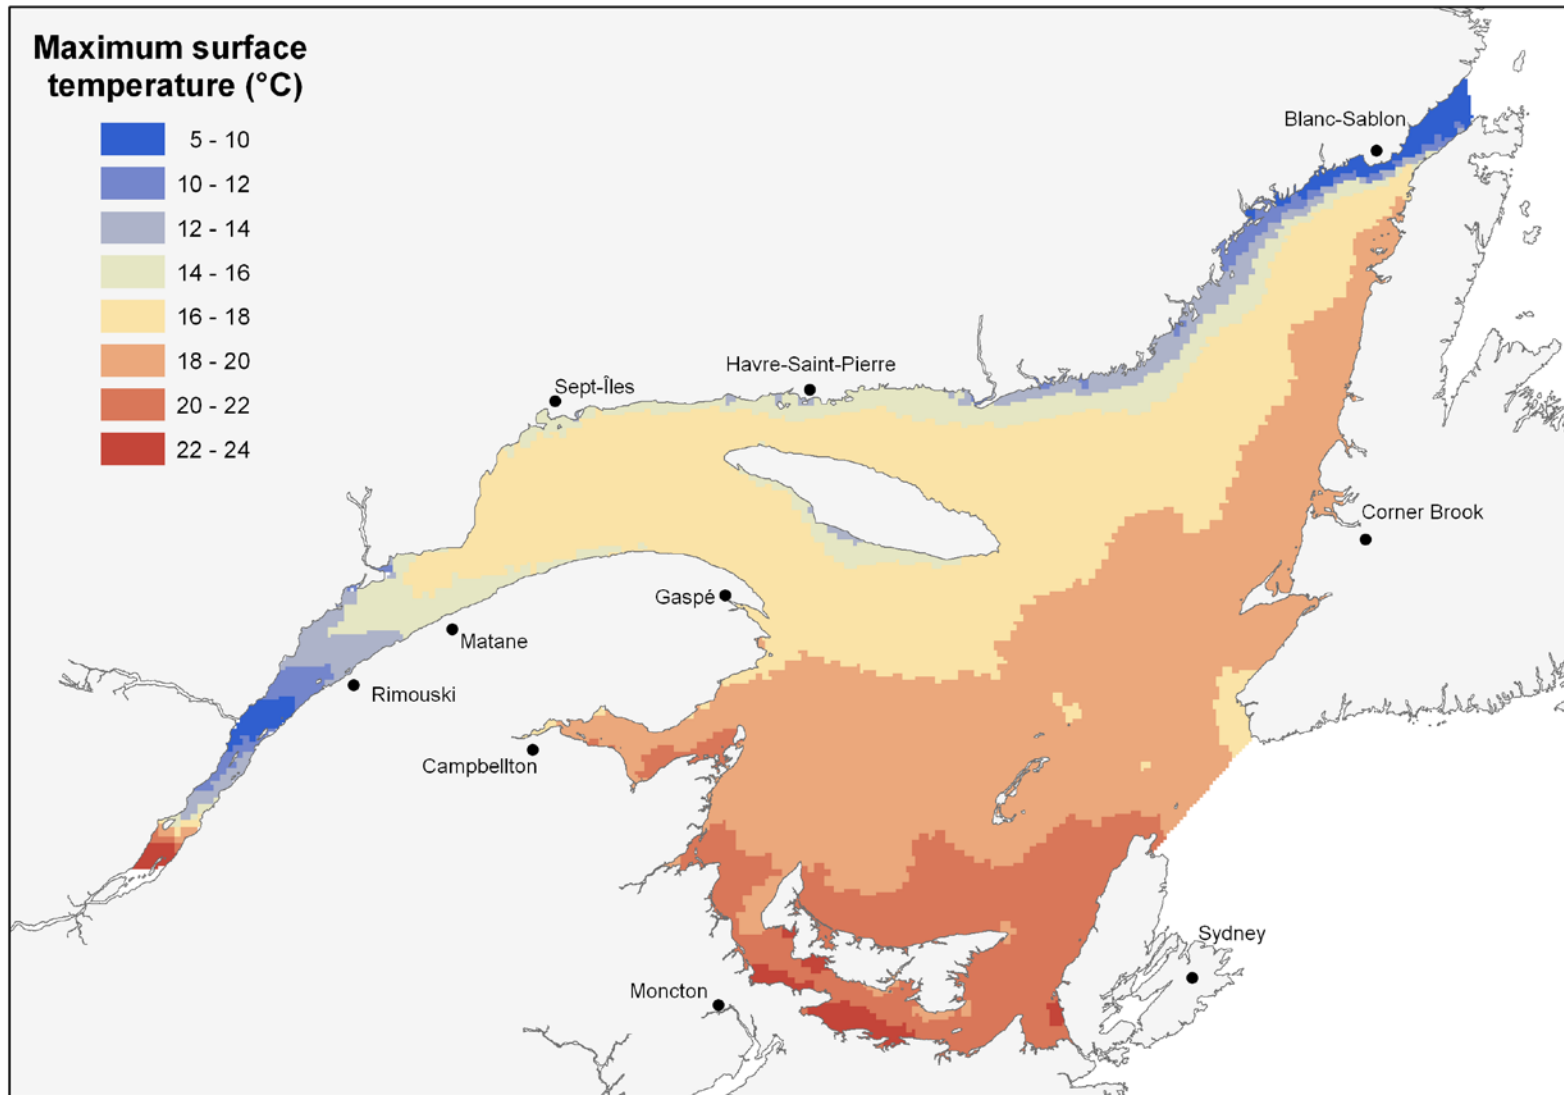 Maximum surface
temperature (°C)
5 - 10
10 - 12
12 - 14
14 - 16
16 - 18
18 - 20
20 - 22
22 - 24
Blanc-Sablon
Havre-Saint-Pierre
Sept-Îles
Corner Brook
Gaspé
Matane
Rimouski
Campbellton
Sydney
Moncton